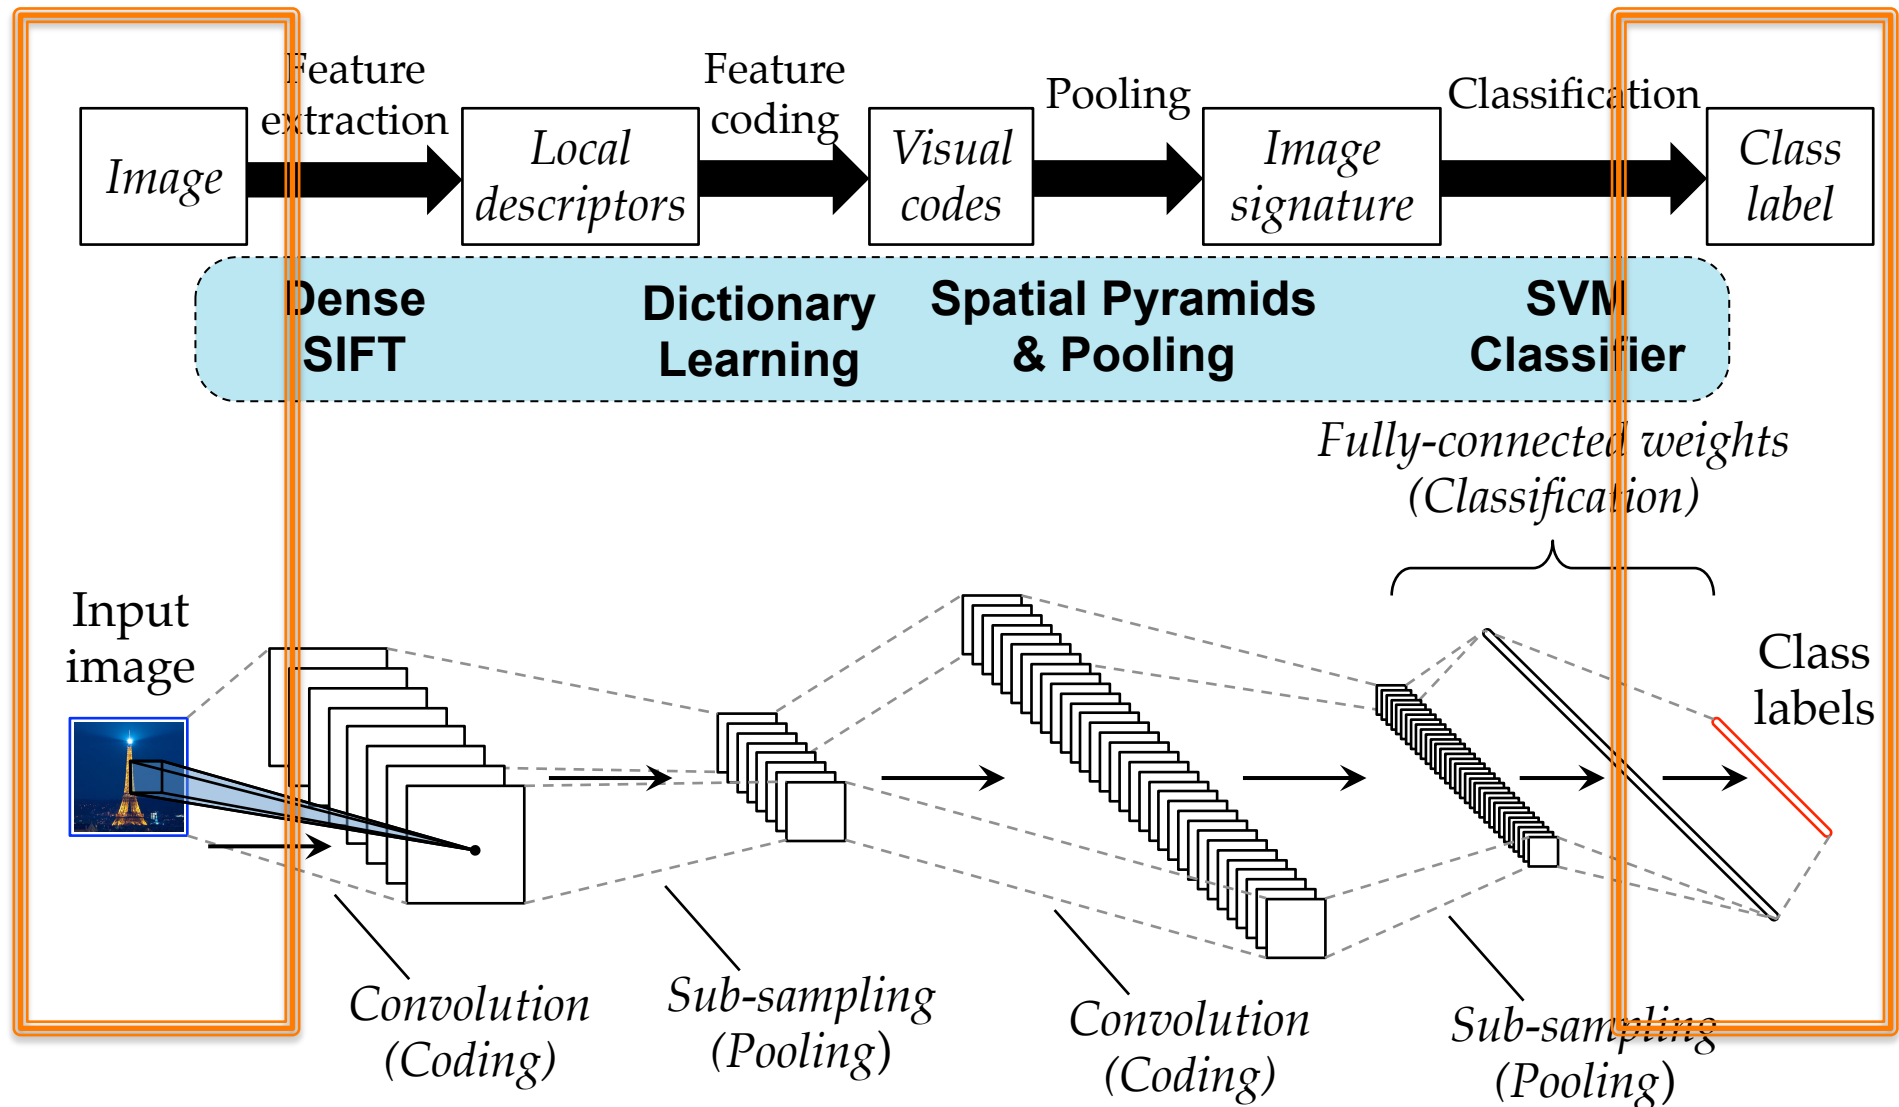 Feature
extraction
Feature
coding
Pooling
Classification
Image
Local
descriptors
Visual
codes
Image
signature
Class
label
Dense
SIFT
Dictionary
Learning
Spatial Pyramids
& Pooling
SVM
Classifier
Fully-connected weights
(Classification)
Input
image
Class
labels
Convolution
(Coding)
Sub-sampling
(Pooling)
Convolution
(Coding)
Sub-sampling
(Pooling)